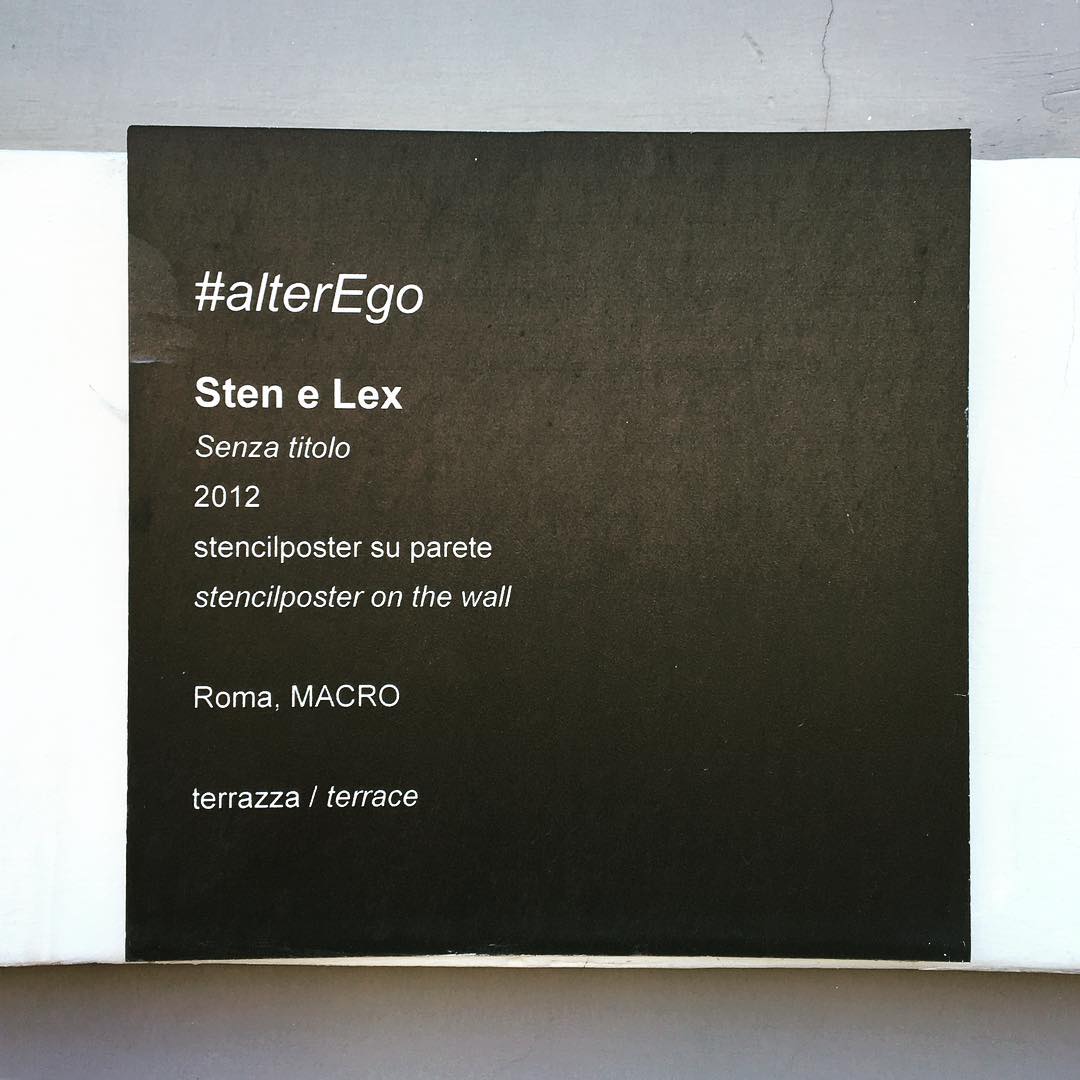 #alterEgo
Sten e Lex
Senza titolo
2012
stencilposter su parete
stencilposter on the wall
Roma, MACRO
terrazza / terrace